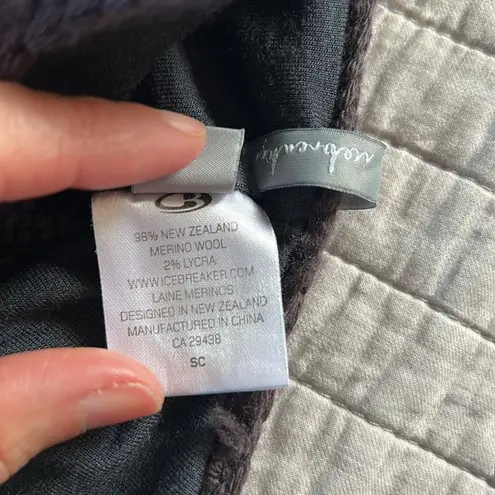 icebreaker
98% NEW ZEALAND
MERINO WOOL
2% LYCRA
WWW.ICEBREAKER.COM
LAINE MERINOS
DESIGNED IN NEW ZEALAND
MANUFACTURED IN CHINA
CA 29438
SC